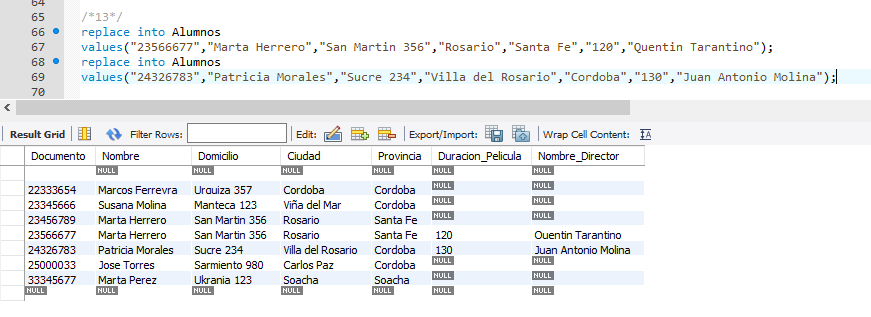 64
65 /*13*/
66 replace into Alumnos
67 values("23566677","Marta Herrero","San Martin 356","Rosario","Santa Fe","120","Quentin Tarantino");
68 replace into Alumnos
69 values("24326783","Patricia Morales","Sucre 234","Villa del Rosario","Cordoba","130","Juan Antonio Molina");
70
Result Grid Filter Rows: Edit: Export/Import: Wrap Cell Content: IA
Documento Nombre Domicilio Ciudad Provincia Duracion_Pelicula Nombre_Director
NULL NULL NULL NULL NULL NULL
22333654 Marcos Ferreyra Urquiza 357 Cordoba Cordoba NULL NULL
23345666 Susana Molina Manteca 123 Viña del Mar Cordoba NULL NULL
23456789 Marta Herrero San Martin 356 Rosario Santa Fe NULL NULL
23566677 Marta Herrero San Martin 356 Rosario Santa Fe 120 Quentin Tarantino
24326783 Patricia Morales Sucre 234 Villa del Rosario Cordoba 130 Juan Antonio Molina
25000033 Jose Torres Sarmiento 980 Carlos Paz Cordoba NULL NULL
33345677 Marta Perez Ukrania 123 Soacha Soacha NULL NULL
NULL NULL NULL NULL NULL NULL NULL